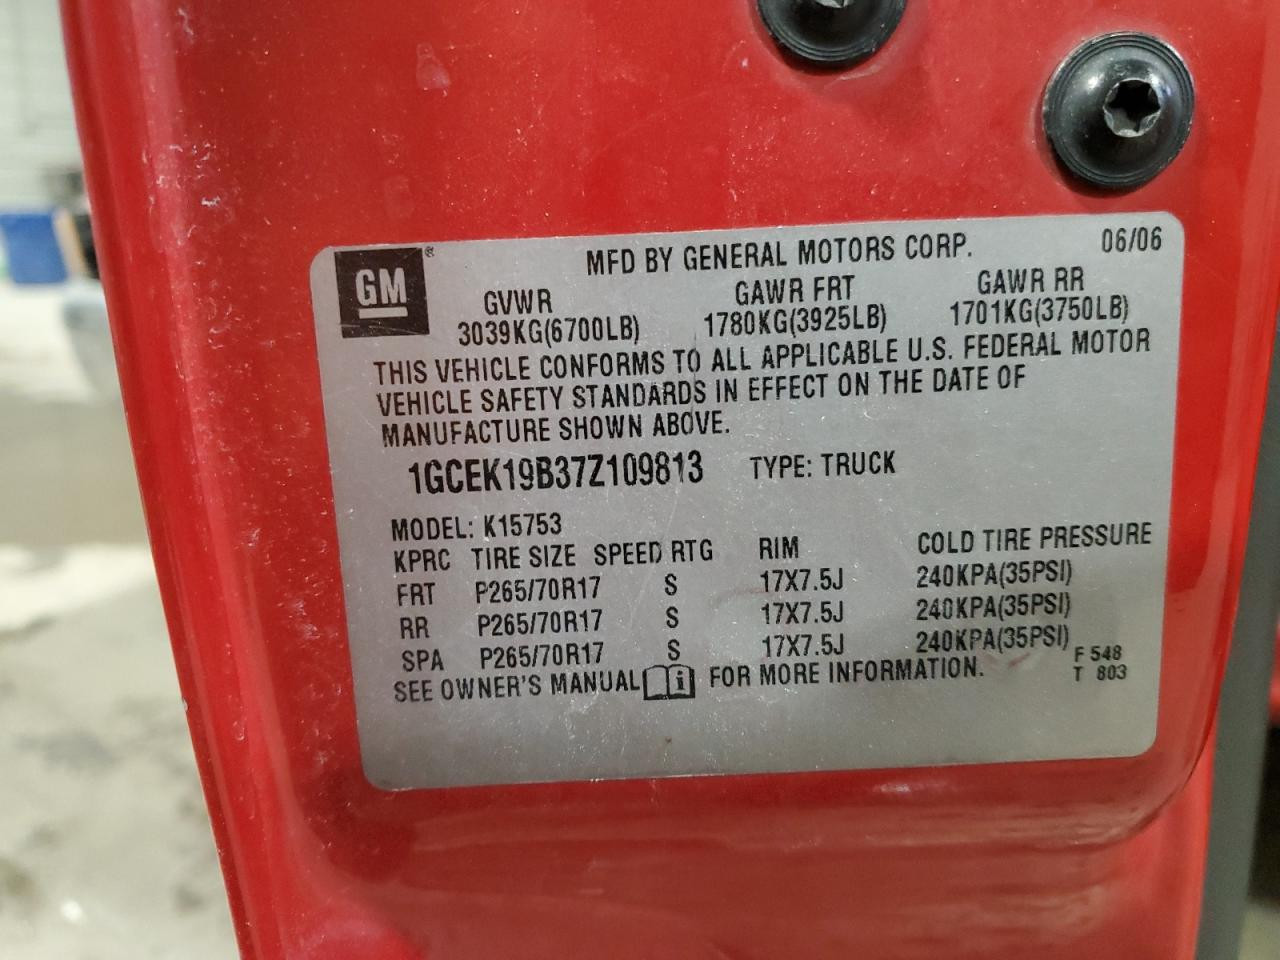 GM®
MFD BY GENERAL MOTORS CORP. 06/06
GVWR GAWR FRT GAWR RR
3039KG(6700LB) 1780KG(3925LB) 1701KG(3750LB)
THIS VEHICLE CONFORMS TO ALL APPLICABLE U.S. FEDERAL MOTOR
VEHICLE SAFETY STANDARDS IN EFFECT ON THE DATE OF
MANUFACTURE SHOWN ABOVE.
1GCEK19B37Z109813 TYPE: TRUCK
MODEL: K15753
KPRC TIRE SIZE SPEED RTG RIM COLD TIRE PRESSURE
FRT P265/70R17 S 17X7.5J 240KPA(35PSI)
RR P265/70R17 S 17X7.5J 240KPA(35PSI)
SPA P265/70R17 S 17X7.5J 240KPA(35PSI)
SEE OWNER'S MANUAL i FOR MORE INFORMATION.
F 548
T 803